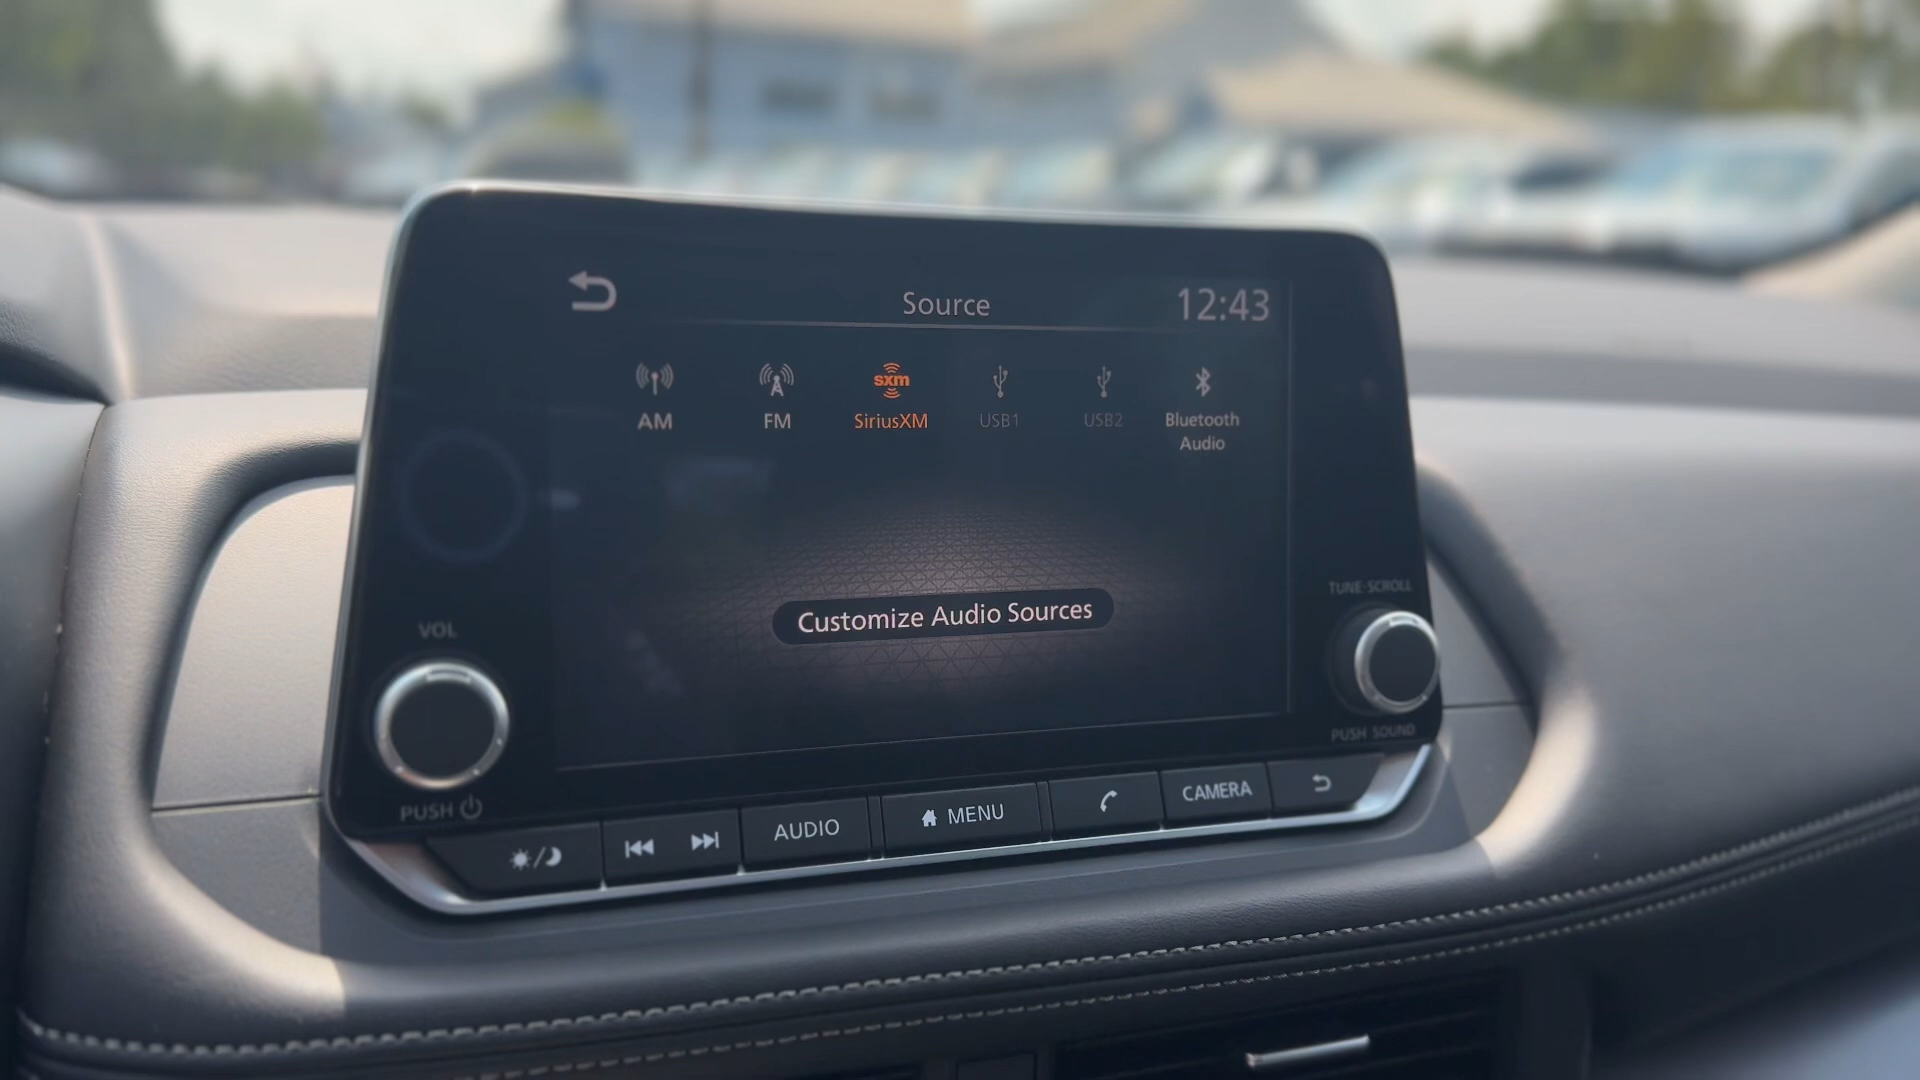 Source
12:43
sxm
AM
FM
SiriusXM
USB1
USB2
Bluetooth
Audio
Customize Audio Sources
VOL
PUSH
TUNE·SCROLL
PUSH SOUND
AUDIO
MENU
CAMERA